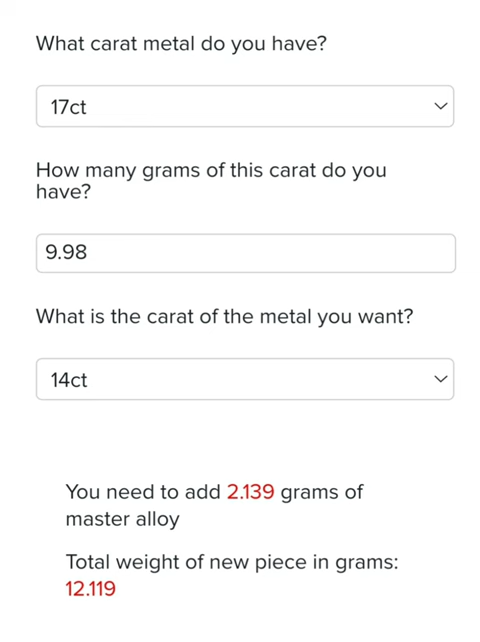 What carat metal do you have?
17ct
How many grams of this carat do you
have?
9.98
What is the carat of the metal you want?
14ct
You need to add 2.139 grams of
master alloy
Total weight of new piece in grams:
12.119